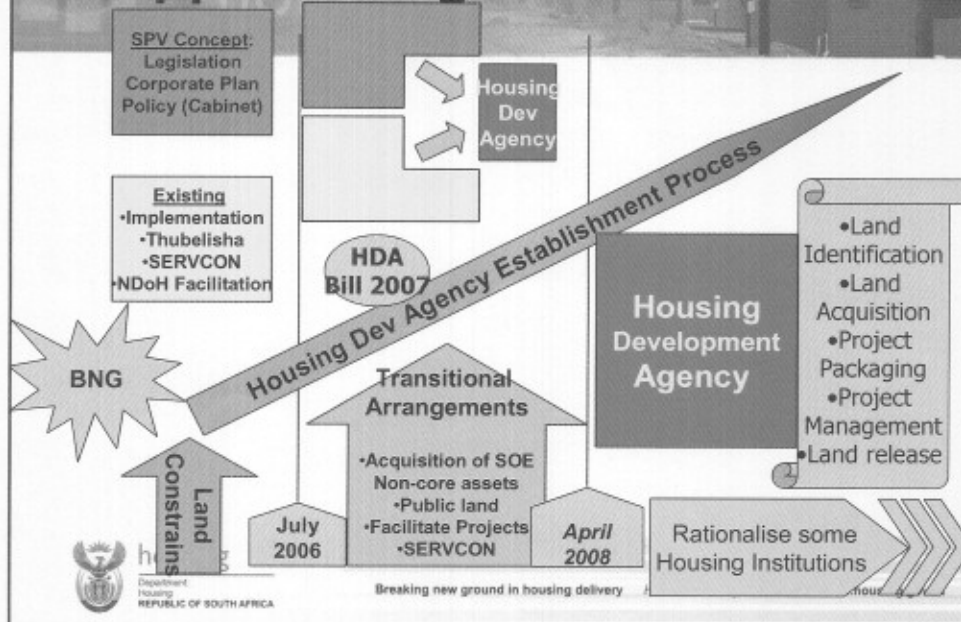 SPV Concept:
Legislation
Corporate Plan
Policy (Cabinet)
Housing
Dev
Agency
Existing
•Implementation
•Thubelisha
•SERVCON
•NDoH Facilitation
HDA
Bill 2007
Housing Dev Agency Establishment Process
BNG
Land
Constrains
Transitional
Arrangements
•Acquisition of SOE
Non-core assets
•Public land
•Facilitate Projects
•SERVCON
July
2006
April
2008
Housing
Development
Agency
•Land
Identification
•Land
Acquisition
•Project
Packaging
•Project
Management
•Land release
Rationalise some
Housing Institutions
Department:
Housing
REPUBLIC OF SOUTH AFRICA
Breaking new ground in housing delivery